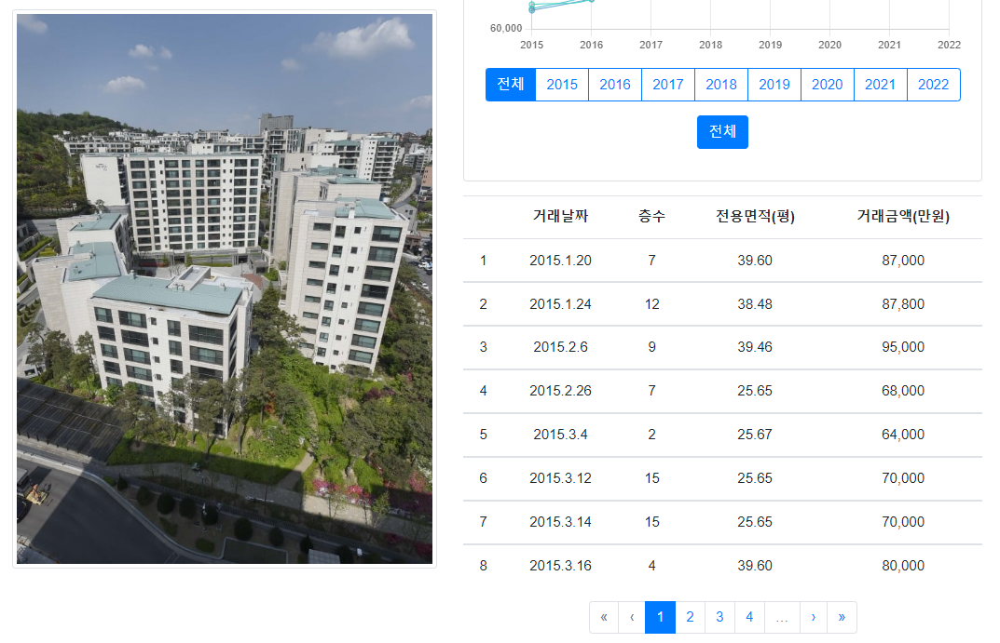 60,000
2015 2016 2017 2018 2019 2020 2021 2022
전체 2015 2016 2017 2018 2019 2020 2021 2022
전체
거래날짜 층수 전용면적(평) 거래금액(만원)
1 2015.1.20 7 39.60 87,000
2 2015.1.24 12 38.48 87,800
3 2015.2.6 9 39.46 95,000
4 2015.2.26 7 25.65 68,000
5 2015.3.4 2 25.67 64,000
6 2015.3.12 15 25.65 70,000
7 2015.3.14 15 25.65 70,000
8 2015.3.16 4 39.60 80,000
« ‹ 1 2 3 4 ... › »